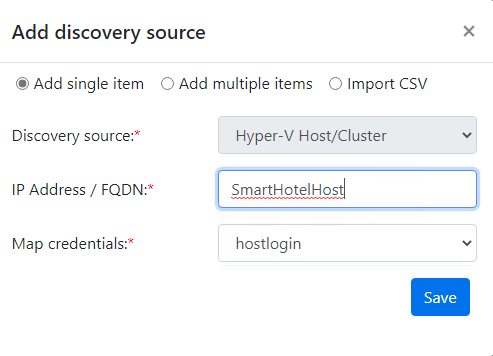 Add discovery source ×
Add single item Add multiple items Import CSV
Discovery source:* Hyper-V Host/Cluster
IP Address / FQDN:* SmartHotelHost
Map credentials:* hostlogin
Save